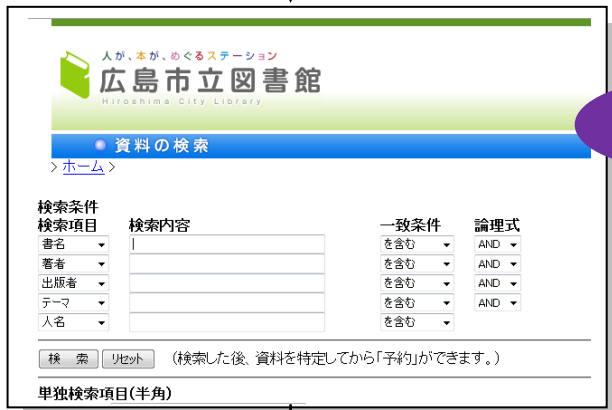 人が、本が、めぐるステーション
広島市立図書館
Hiroshima City Library
資料の検索
>ホーム>
検索条件
検索項目 検索内容 一致条件 論理式
書名 を含む AND
著者 を含む AND
出版者 を含む AND
テーマ を含む AND
人名 を含む
検 索 リセット (検索した後、資料を特定してから「予約」ができます。)
単独検索項目(半角)